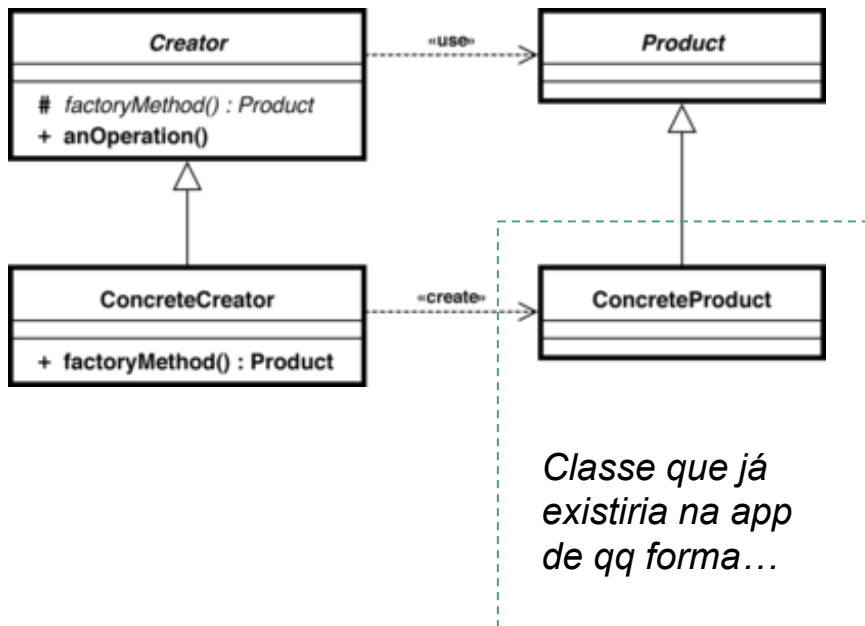 Creator
«use»
Product
# factoryMethod() : Product
+ anOperation()
ConcreteCreator
«create»
ConcreteProduct
+ factoryMethod() : Product
Classe que já
existiria na app
de qq forma…